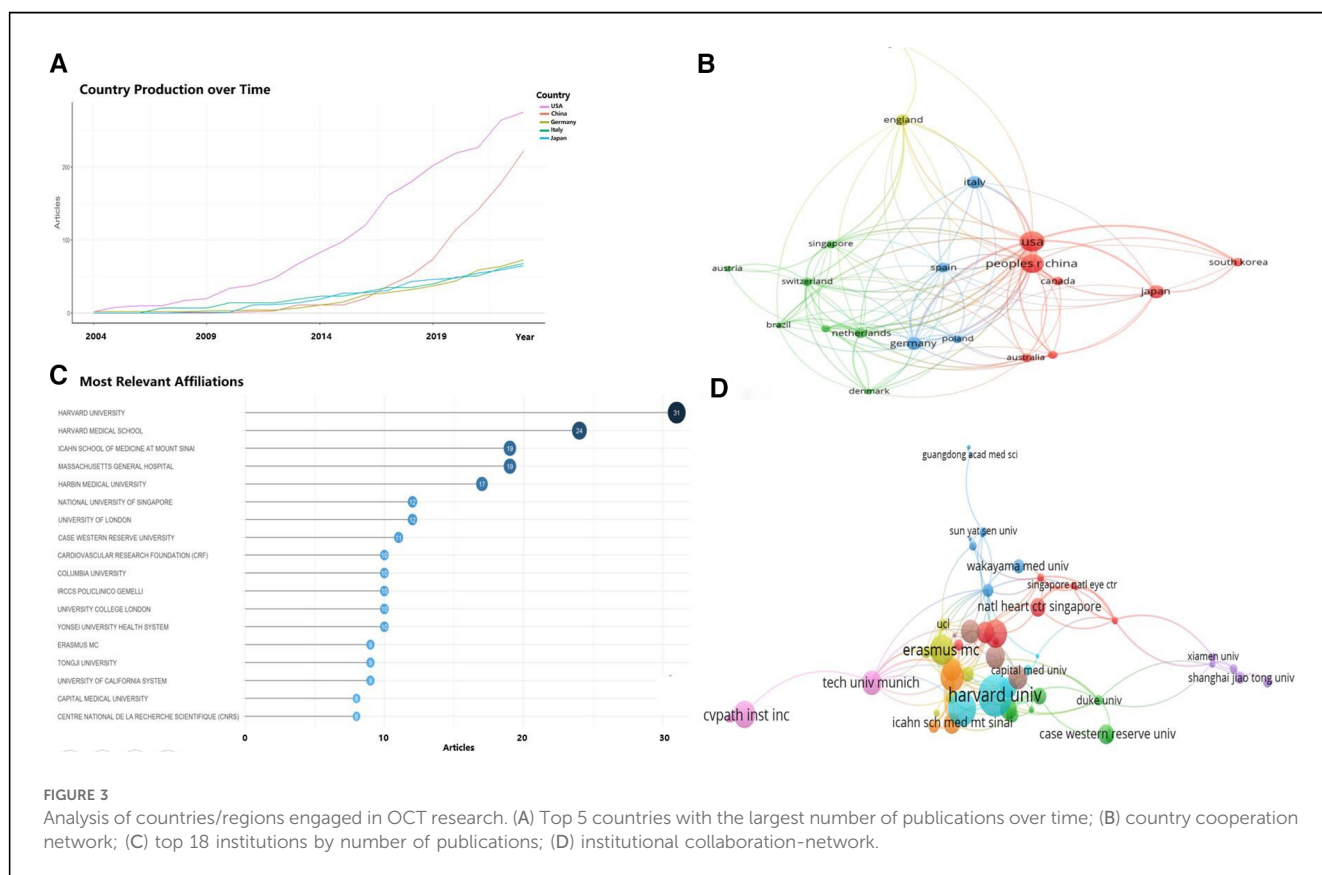 A
Country Production over Time
Country
USA
China
Germany
Italy
Japan
Articles
200
100
0
2004
2009
2014
2019
Year
B
england
italy
singapore
usa
spain
peoples r china
south korea
austria
switzerland
canada
japan
brazil
netherlands
germany
poland
australia
denmark
C
Most Relevant Affiliations
HARVARD UNIVERSITY
31
HARVARD MEDICAL SCHOOL
24
ICAHN SCHOOL OF MEDICINE AT MOUNT SINAI
19
MASSACHUSETTS GENERAL HOSPITAL
19
HARBIN MEDICAL UNIVERSITY
17
NATIONAL UNIVERSITY OF SINGAPORE
12
UNIVERSITY OF LONDON
12
CASE WESTERN RESERVE UNIVERSITY
11
CARDIOVASCULAR RESEARCH FOUNDATION (CRF)
10
COLUMBIA UNIVERSITY
10
IRCCS POLICLINICO GEMELLI
10
UNIVERSITY COLLEGE LONDON
10
YONSEI UNIVERSITY HEALTH SYSTEM
10
ERASMUS MC
9
TONGJI UNIVERSITY
9
UNIVERSITY OF CALIFORNIA SYSTEM
9
CAPITAL MEDICAL UNIVERSITY
8
CENTRE NATIONAL DE LA RECHERCHE SCIENTIFIQUE (CNRS)
8
0
10
20
30
Articles
D
guangdong acad med sci
sun yat sen univ
wakayama med univ
singapore natl eye ctr
natl heart ctr singapore
ucl
erasmus mc
xiamen univ
capital med univ
tech univ munich
shanghai jiao tong univ
harvard univ
duke univ
cvpath inst inc
icahn sch med mt sinai
case western reserve univ
FIGURE 3
Analysis of countries/regions engaged in OCT research. (A) Top 5 countries with the largest number of publications over time; (B) country cooperation
network; (C) top 18 institutions by number of publications; (D) institutional collaboration-network.